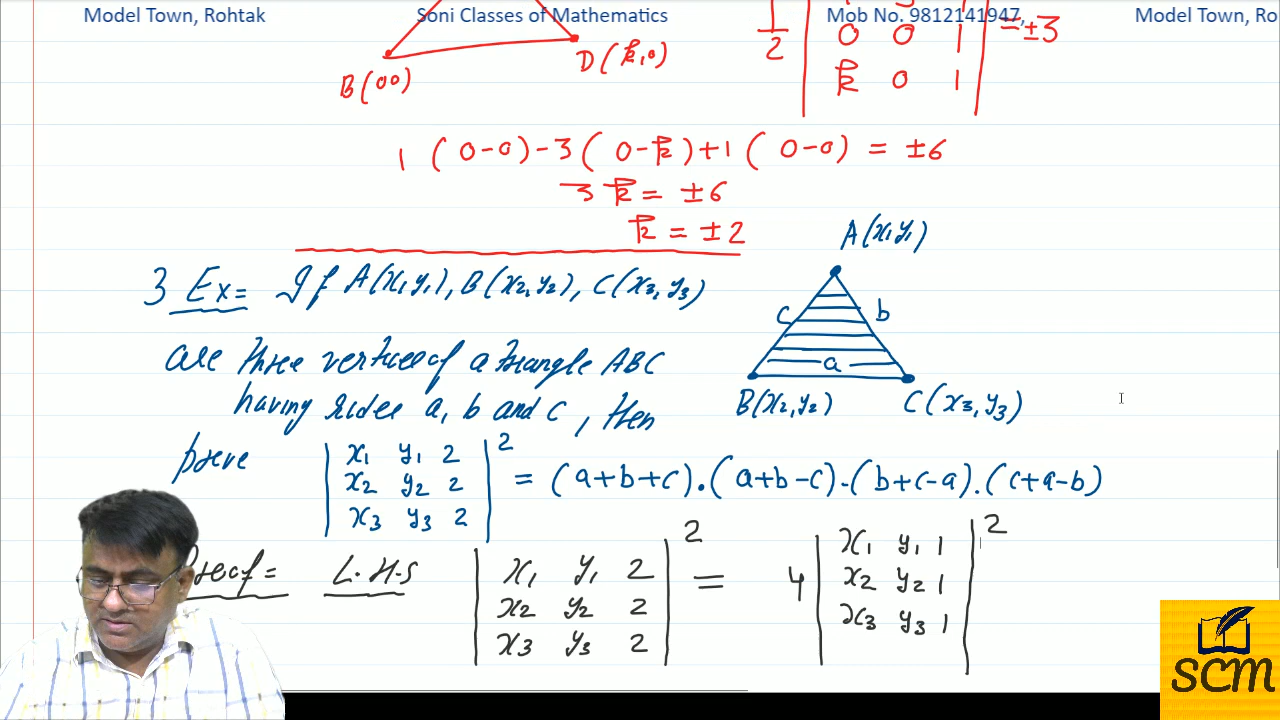 Model Town, Rohtak Soni Classes of Mathematics Mob No. 9812141947, Model Town, Ro
B(00)
D(k,0)
1/2 | 0 0 1 | = ±3
k 0 1
1 (0-0)-3(0-k)+1(0-0) = ±6
3k = ±6
k = ±2
3 Ex= If A(x1y1), B(x2,y2), C(x3,y3)
are three vertices of a triangle ABC
having sides a, b and c, then
prove | x1 y1 2 |² = (a+b+c).(a+b-c).(b+c-a).(c+a-b)
x2 y2 2
x3 y3 2
A(x1y1)
c b
a
B(x2,y2) C(x3,y3)
Proof= L.H.S | x1 y1 2 |² = 4 | x1 y1 1 |²
x2 y2 2 x2 y2 1
x3 y3 2 x3 y3 1
SCM